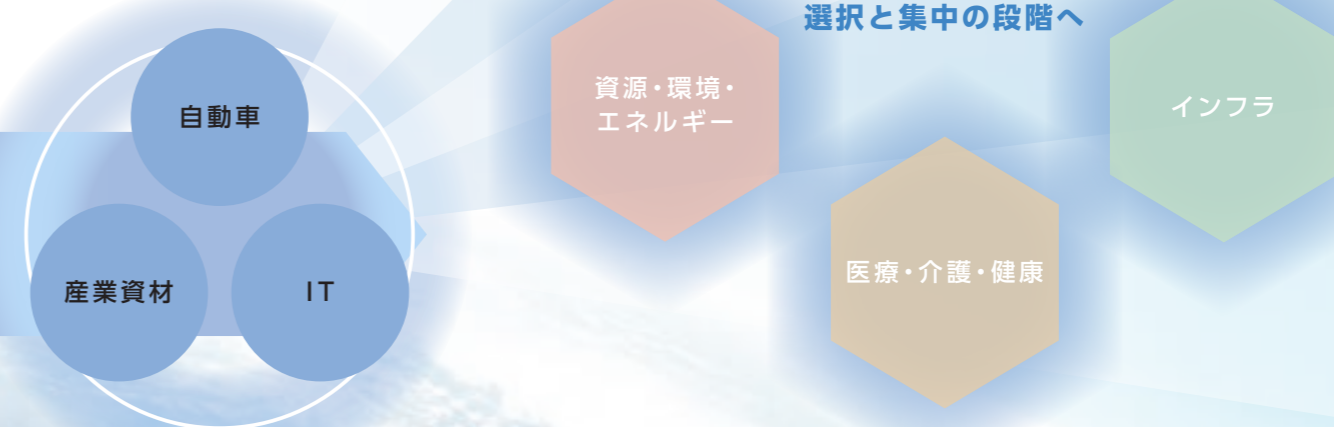 選択と集中の段階へ
自動車
産業資材
IT
資源・環境・
エネルギー
医療・介護・健康
インフラ